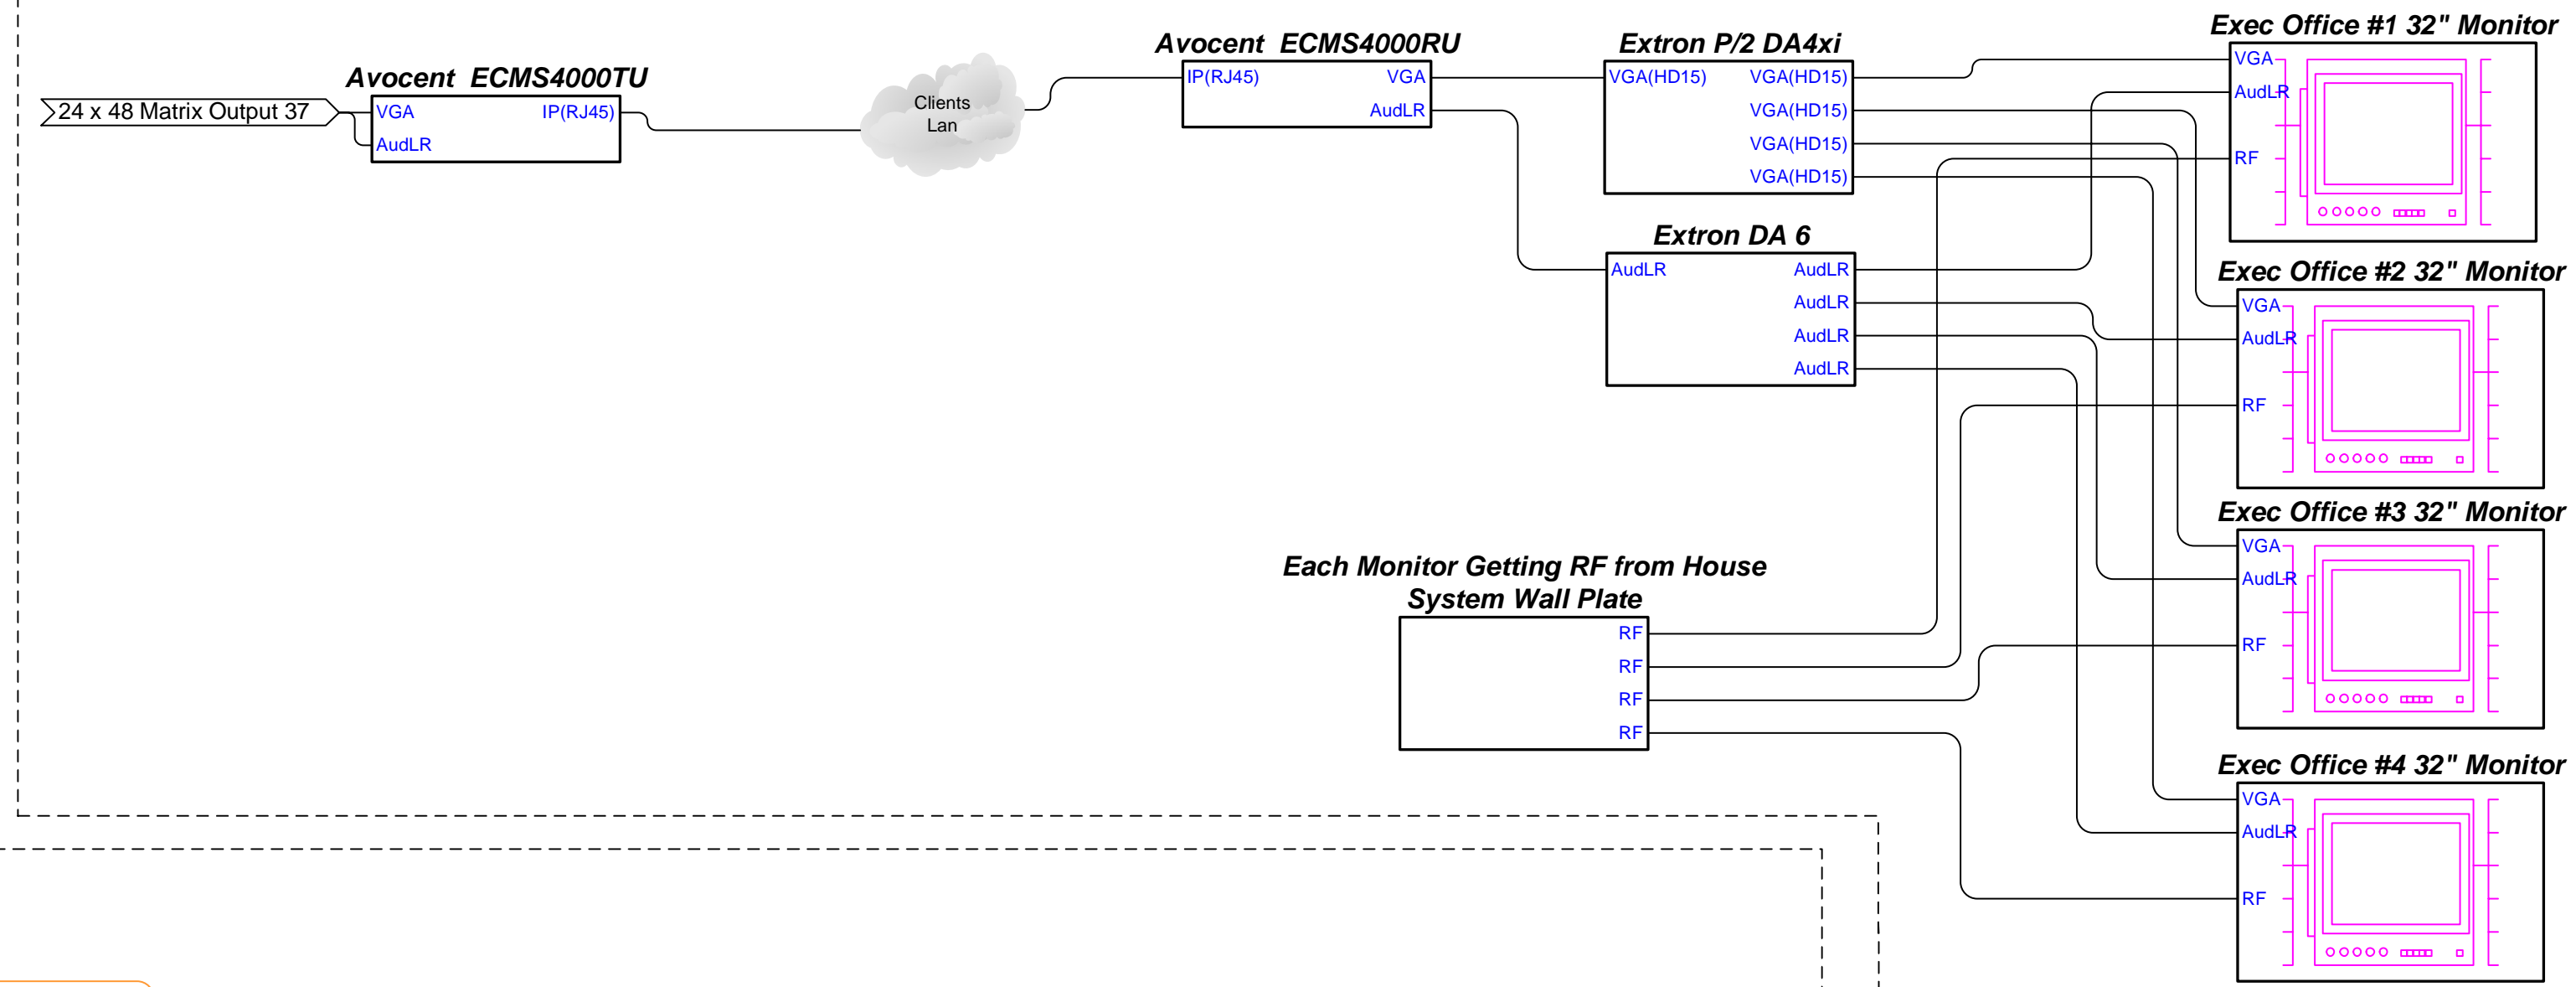 24 x 48 Matrix Output 37
Avocent  ECMS4000TU
VGA
IP(RJ45)
AudLR
Clients
Lan
Avocent  ECMS4000RU
IP(RJ45)
VGA
AudLR
Extron P/2 DA4xi
VGA(HD15)
VGA(HD15)
VGA(HD15)
VGA(HD15)
VGA(HD15)
Extron DA 6
AudLR
AudLR
AudLR
AudLR
AudLR
Each Monitor Getting RF from House
System Wall Plate
RF
RF
RF
RF
Exec Office #1 32" Monitor
VGA
AudLR
RF
Exec Office #2 32" Monitor
VGA
AudLR
RF
Exec Office #3 32" Monitor
VGA
AudLR
RF
Exec Office #4 32" Monitor
VGA
AudLR
RF